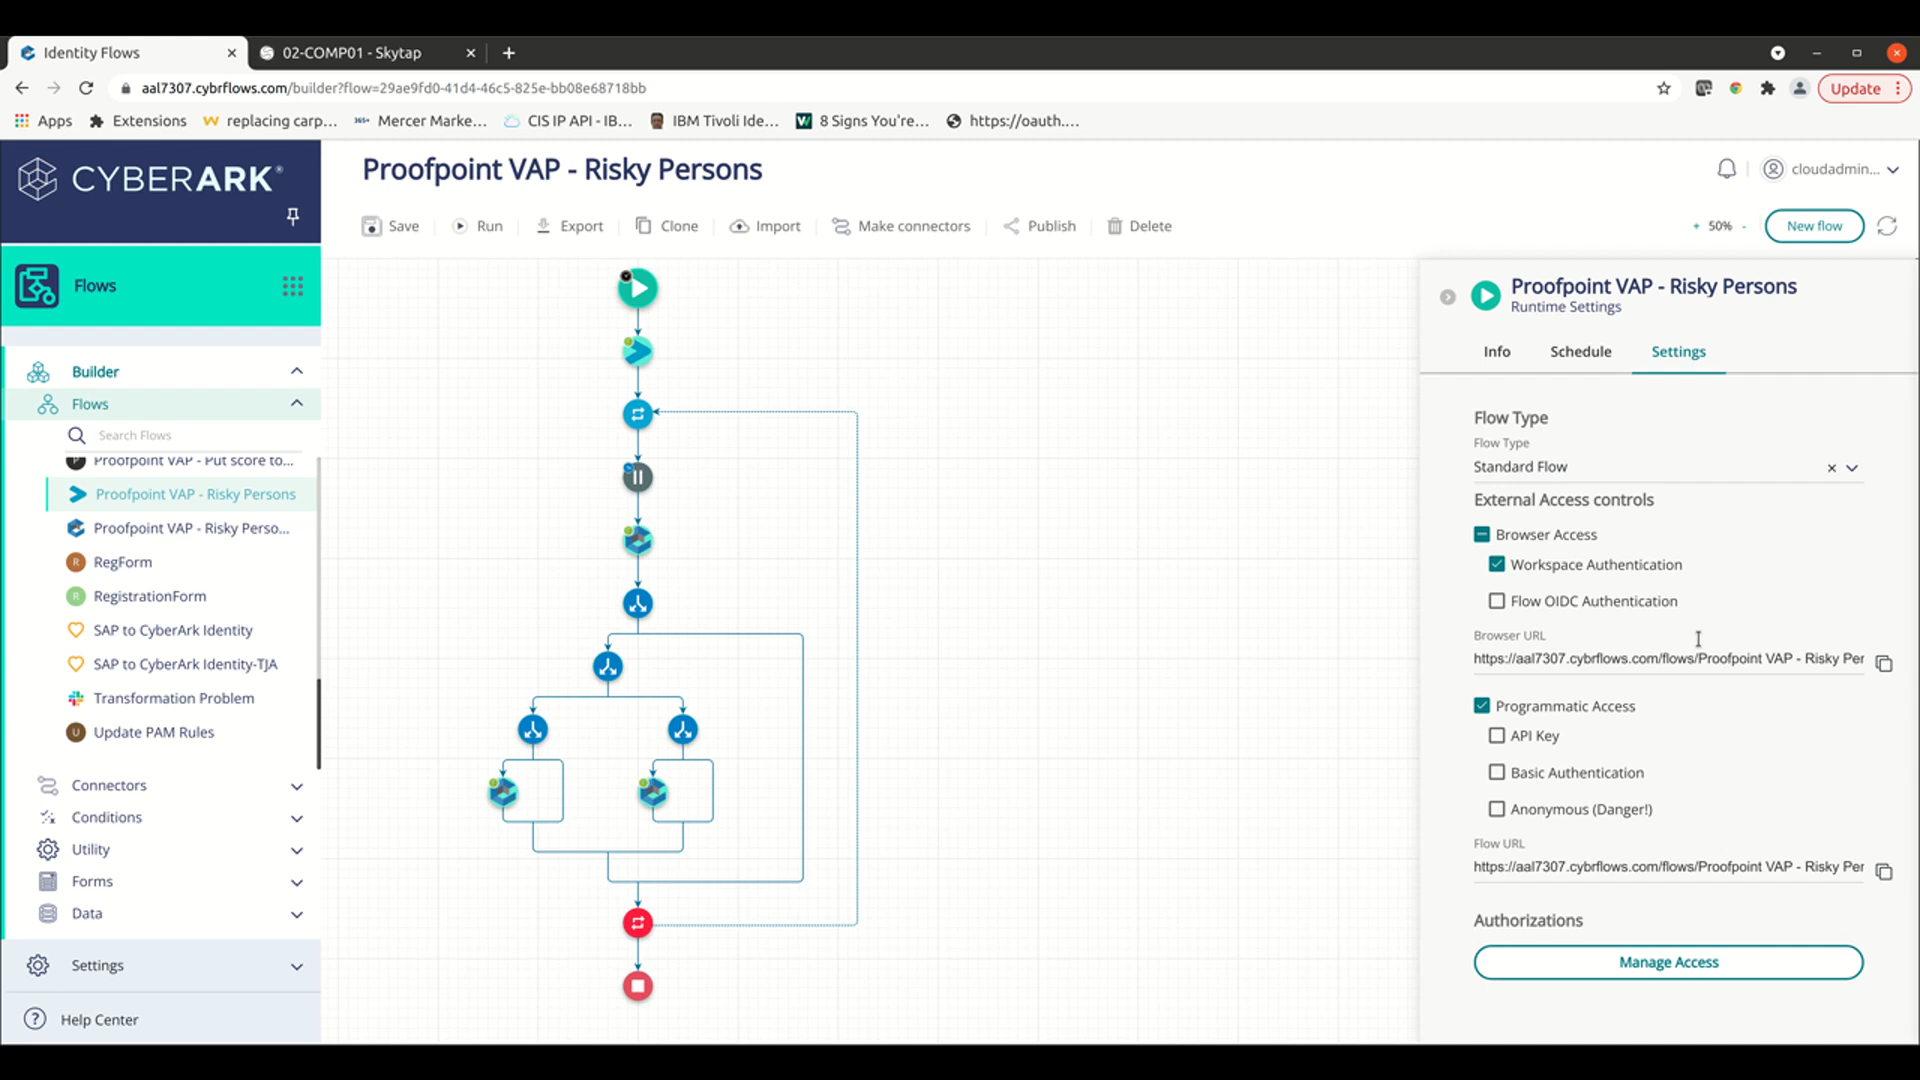 Identity Flows
02-COMP01 - Skytap
aal7307.cybrflows.com/builder?flow=29ae9fd0-41d4-46c5-825e-bb08e68718bb
Update
Apps
Extensions
replacing carp...
Mercer Marke...
CIS IP API - IB...
IBM Tivoli Ide...
8 Signs You're...
https://oauth....
CYBERARK®
Proofpoint VAP - Risky Persons
cloudadmin...
Save
Run
Export
Clone
Import
Make connectors
Publish
Delete
+ 50% -
New flow
Flows
Builder
Flows
Search Flows
P Proofpoint VAP - Put score to...
Proofpoint VAP - Risky Persons
Proofpoint VAP - Risky Perso...
R RegForm
R RegistrationForm
SAP to CyberArk Identity
SAP to CyberArk Identity-TJA
Transformation Problem
U Update PAM Rules
Connectors
Conditions
Utility
Forms
Data
Settings
? Help Center
Proofpoint VAP - Risky Persons
Runtime Settings
Info
Schedule
Settings
Flow Type
Flow Type
Standard Flow
External Access controls
Browser Access
Workspace Authentication
Flow OIDC Authentication
Browser URL
https://aal7307.cybrflows.com/flows/Proofpoint VAP - Risky Per
Programmatic Access
API Key
Basic Authentication
Anonymous (Danger!)
Flow URL
https://aal7307.cybrflows.com/flows/Proofpoint VAP - Risky Per
Authorizations
Manage Access